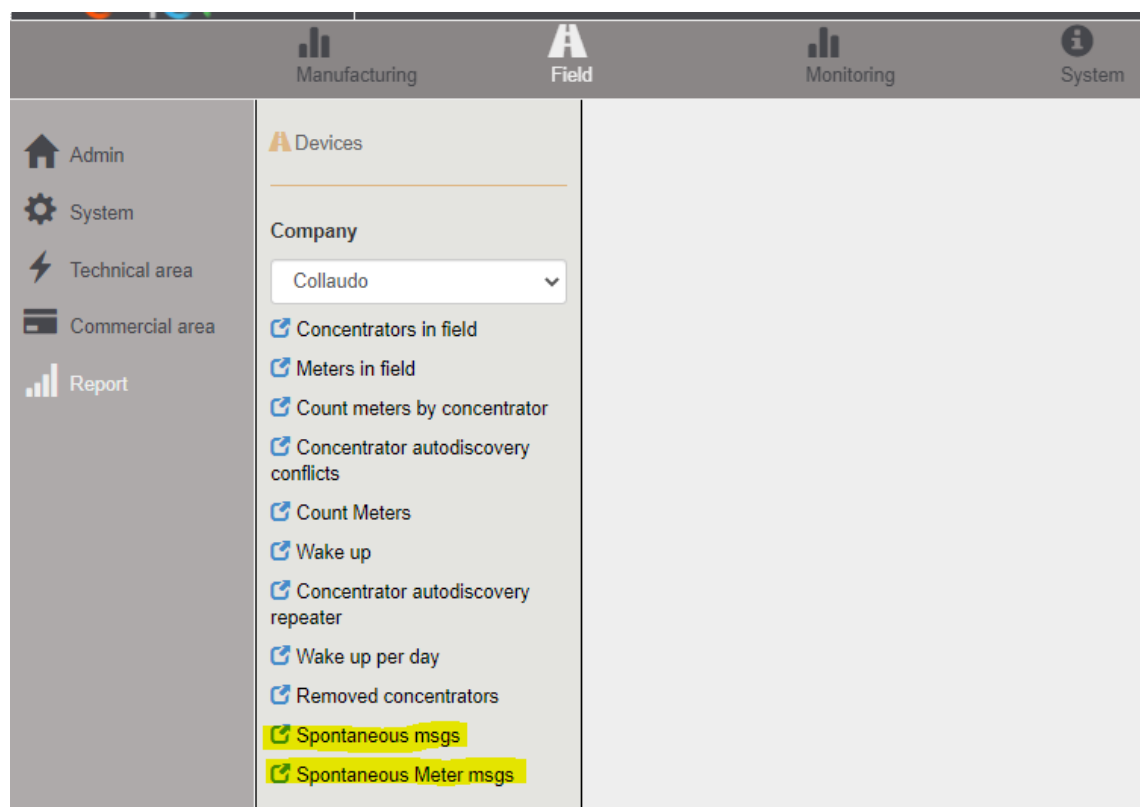 Manufacturing
Field
Monitoring
System
Admin
System
Technical area
Commercial area
Report
Devices
Company
Collaudo
Concentrators in field
Meters in field
Count meters by concentrator
Concentrator autodiscovery
conflicts
Count Meters
Wake up
Concentrator autodiscovery
repeater
Wake up per day
Removed concentrators
Spontaneous msgs
Spontaneous Meter msgs